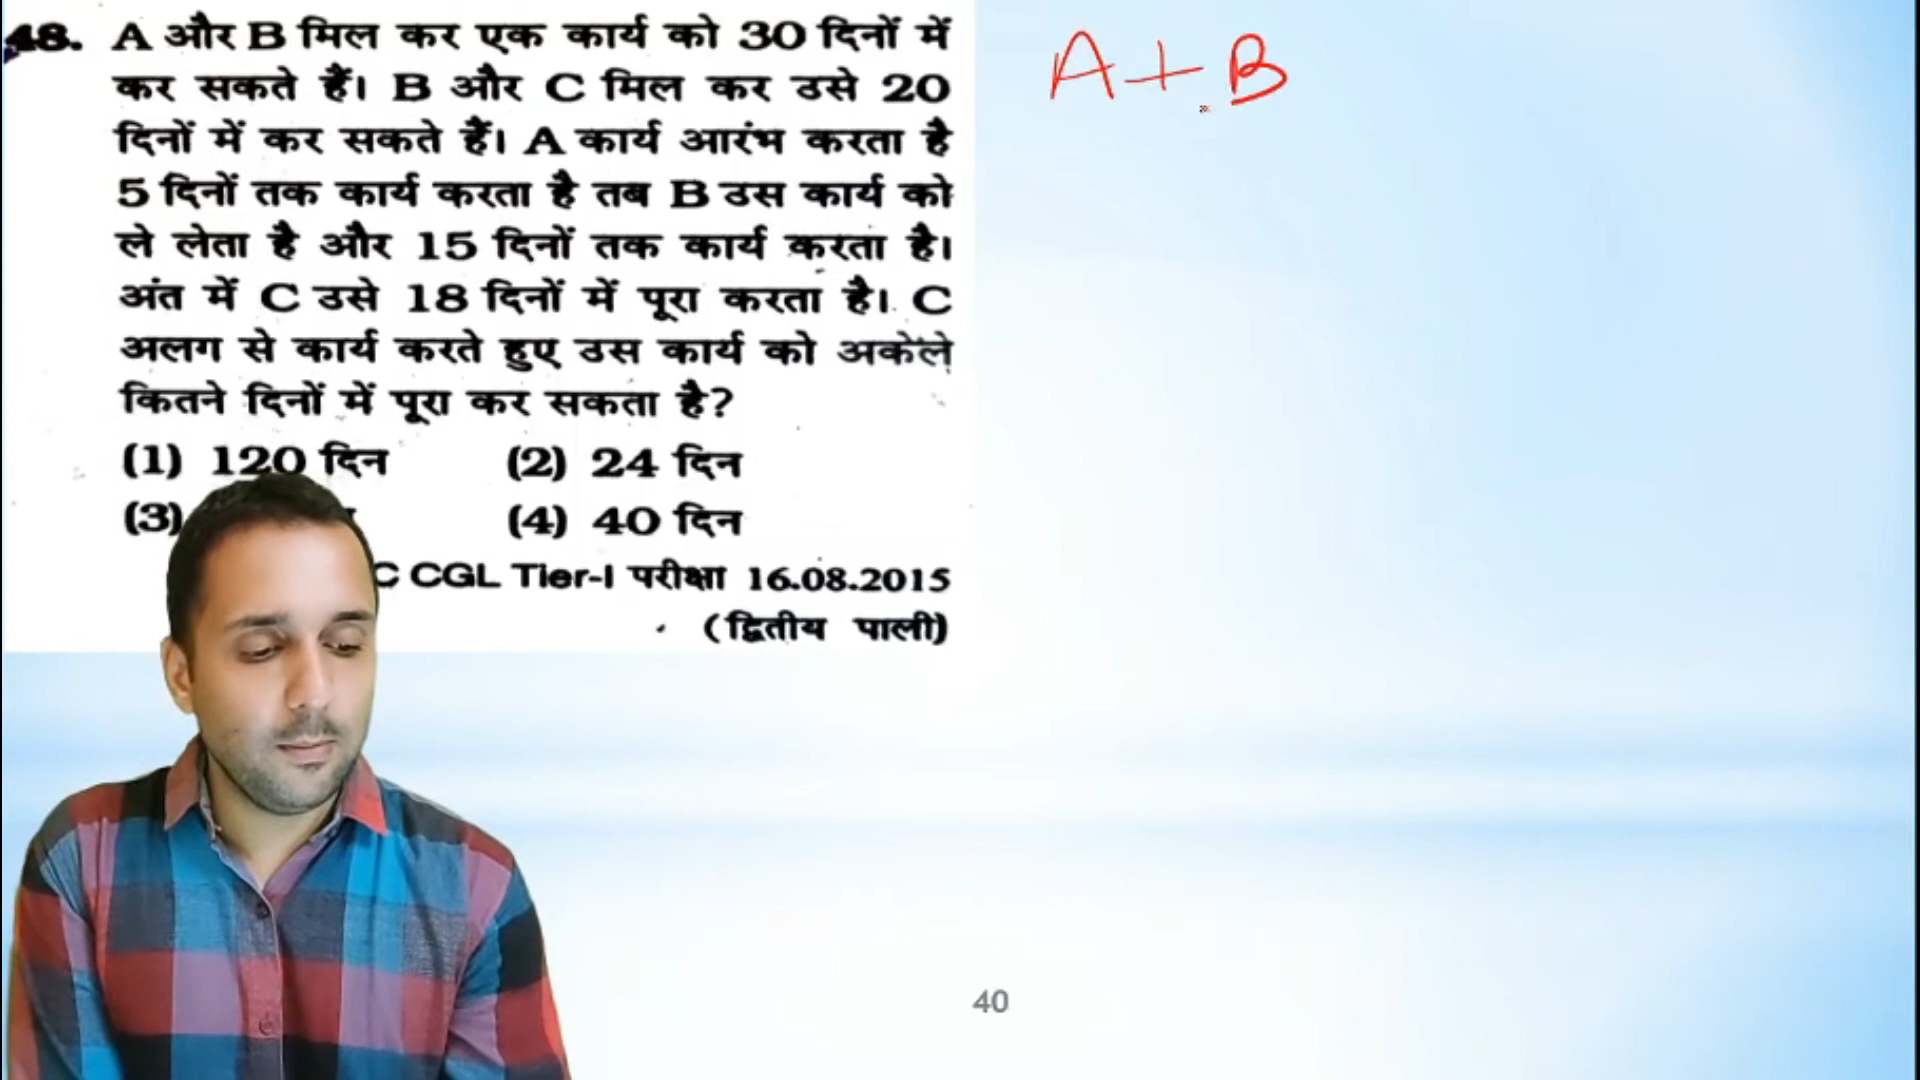 48. A और B मिल कर एक कार्य को 30 दिनों में
कर सकते हैं। B और C मिल कर उसे 20
दिनों में कर सकते हैं। A कार्य आरंभ करता है
5 दिनों तक कार्य करता है तब B उस कार्य को
ले लेता है और 15 दिनों तक कार्य करता है।
अंत में C उसे 18 दिनों में पूरा करता है। C
अलग से कार्य करते हुए उस कार्य को अकेले
कितने दिनों में पूरा कर सकता है?
(1) 120 दिन (2) 24 दिन
(3) (4) 40 दिन
C CGL Tier-I परीक्षा 16.08.2015
(द्वितीय पाली)
A+B
40